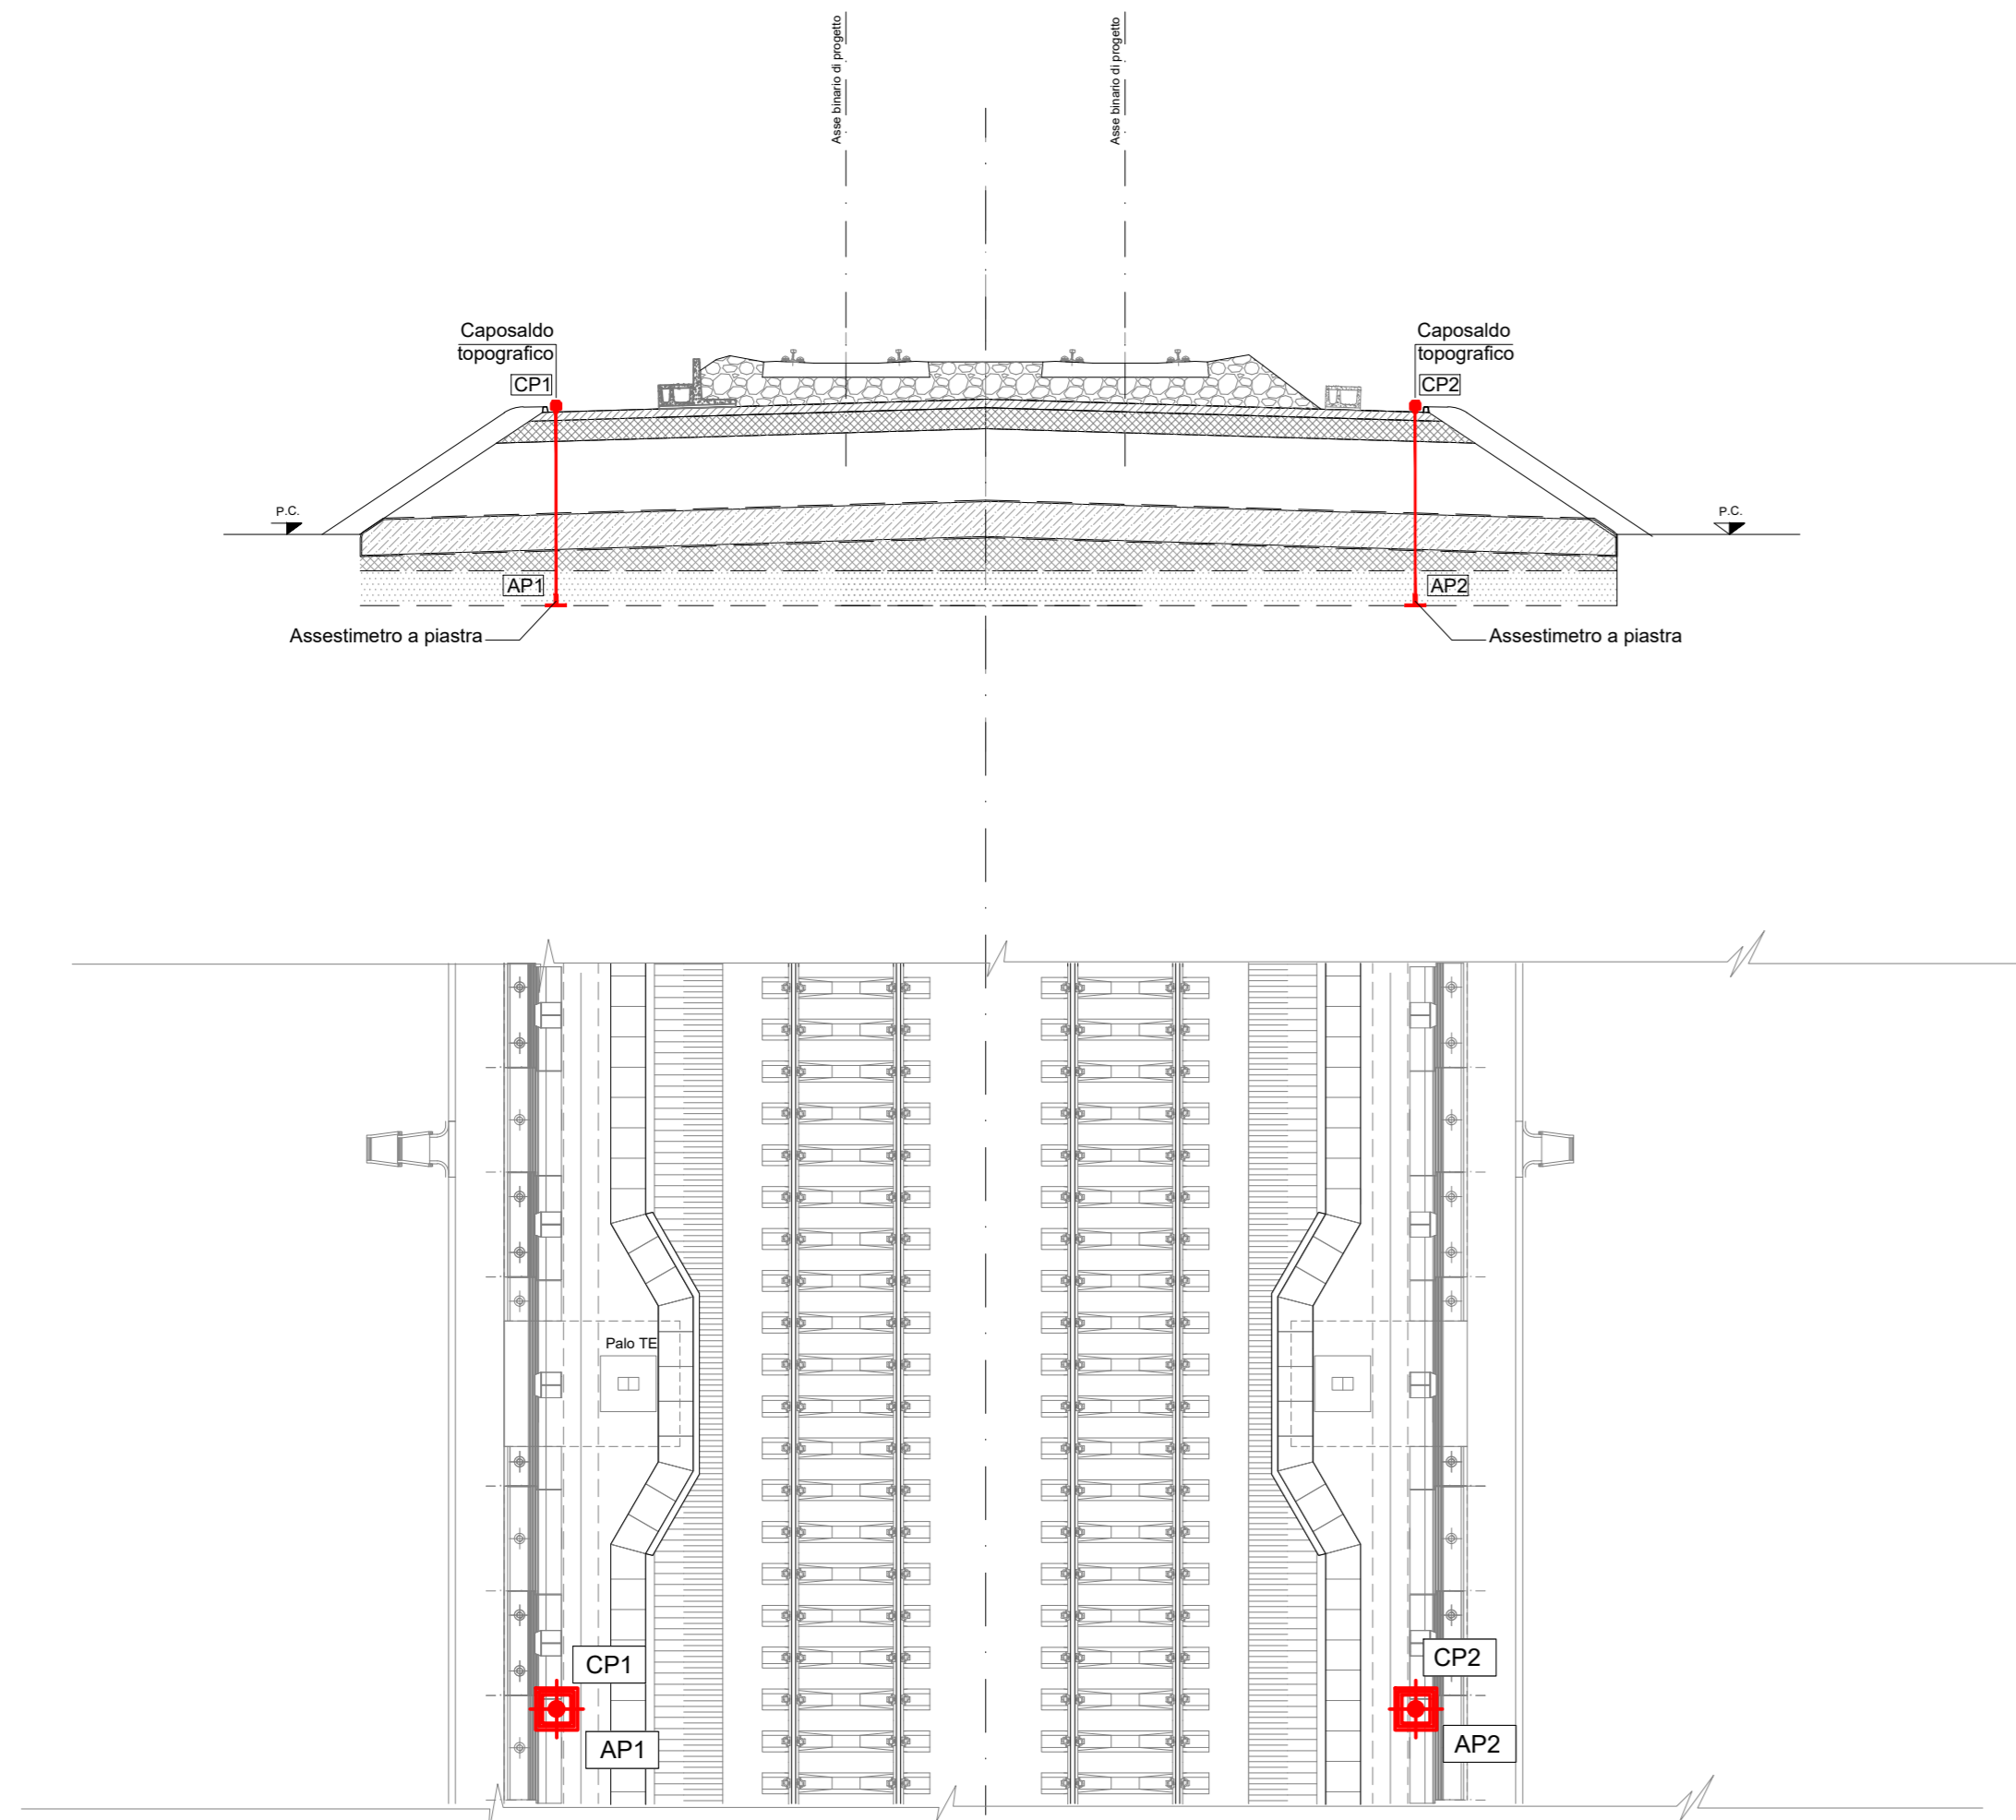 Asse binario di progetto
Asse binario di progetto
Caposaldo
topografico
CP1
Caposaldo
topografico
CP2
P.C.
P.C.
AP1
AP2
Assestimetro a piastra
Assestimetro a piastra
Palo TE
CP1
CP2
AP1
AP2